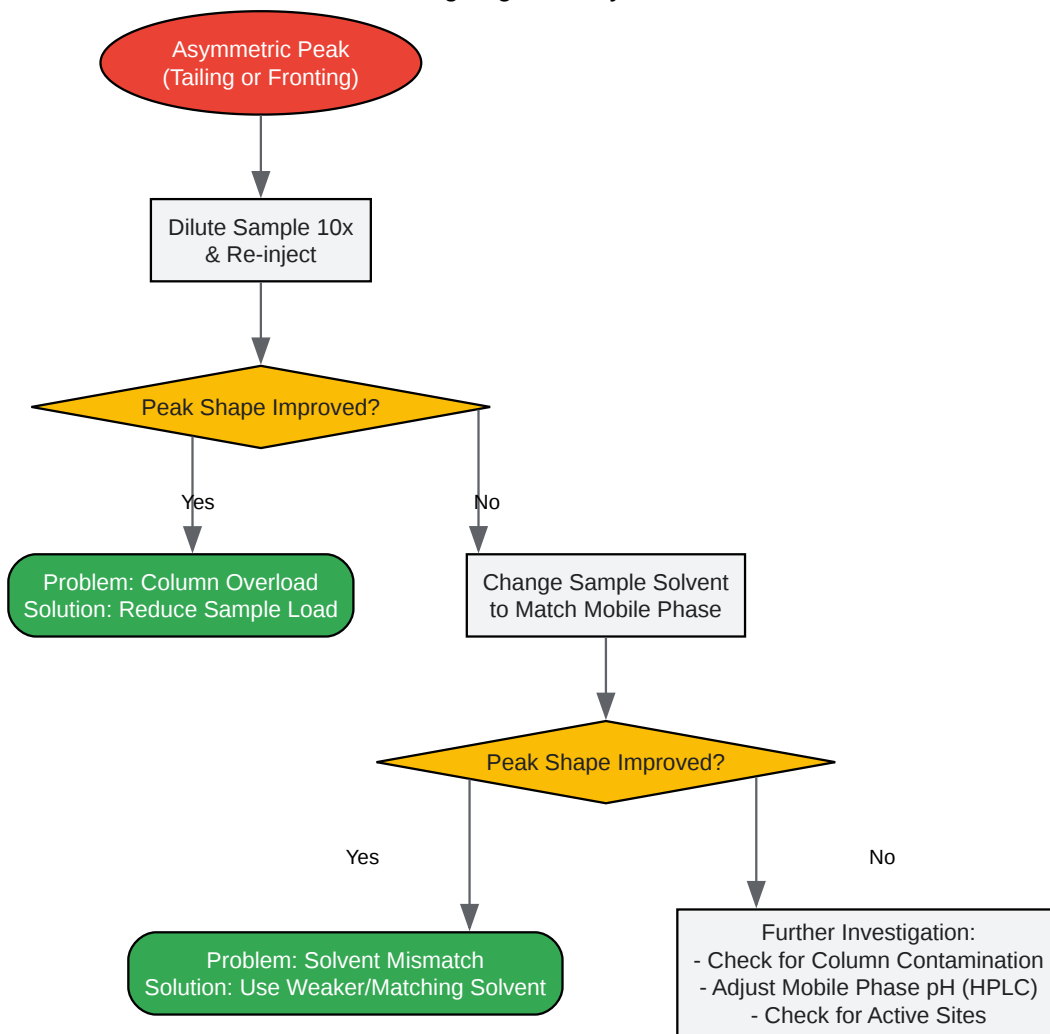 Asymmetric Peak
(Tailing or Fronting)
Dilute Sample 10x
& Re-inject
Peak Shape Improved?
Yes
No
Problem: Column Overload
Solution: Reduce Sample Load
Change Sample Solvent
to Match Mobile Phase
Peak Shape Improved?
Yes
No
Problem: Solvent Mismatch
Solution: Use Weaker/Matching Solvent
Further Investigation:
- Check for Column Contamination
- Adjust Mobile Phase pH (HPLC)
- Check for Active Sites